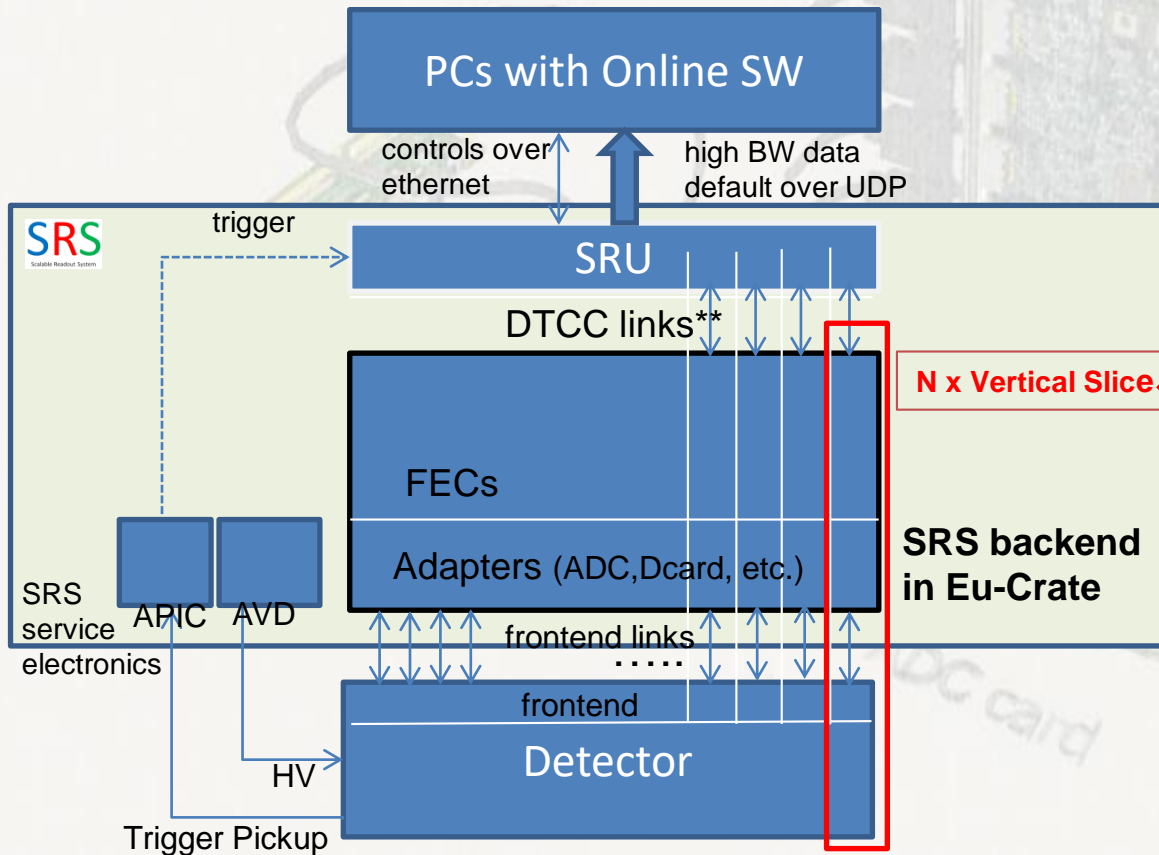 PCs with Online SW
controls over
ethernet
high BW data
default over UDP
SRS
Scalable Readout System
trigger
SRU
DTCC links**
N x Vertical Slice
FECs
Adapters (ADC,Dcard, etc.)
SRS backend
in Eu-Crate
SRS
service
electronics
APIC
AVD
frontend links
.....
frontend
Detector
HV
Trigger Pickup
ADC card